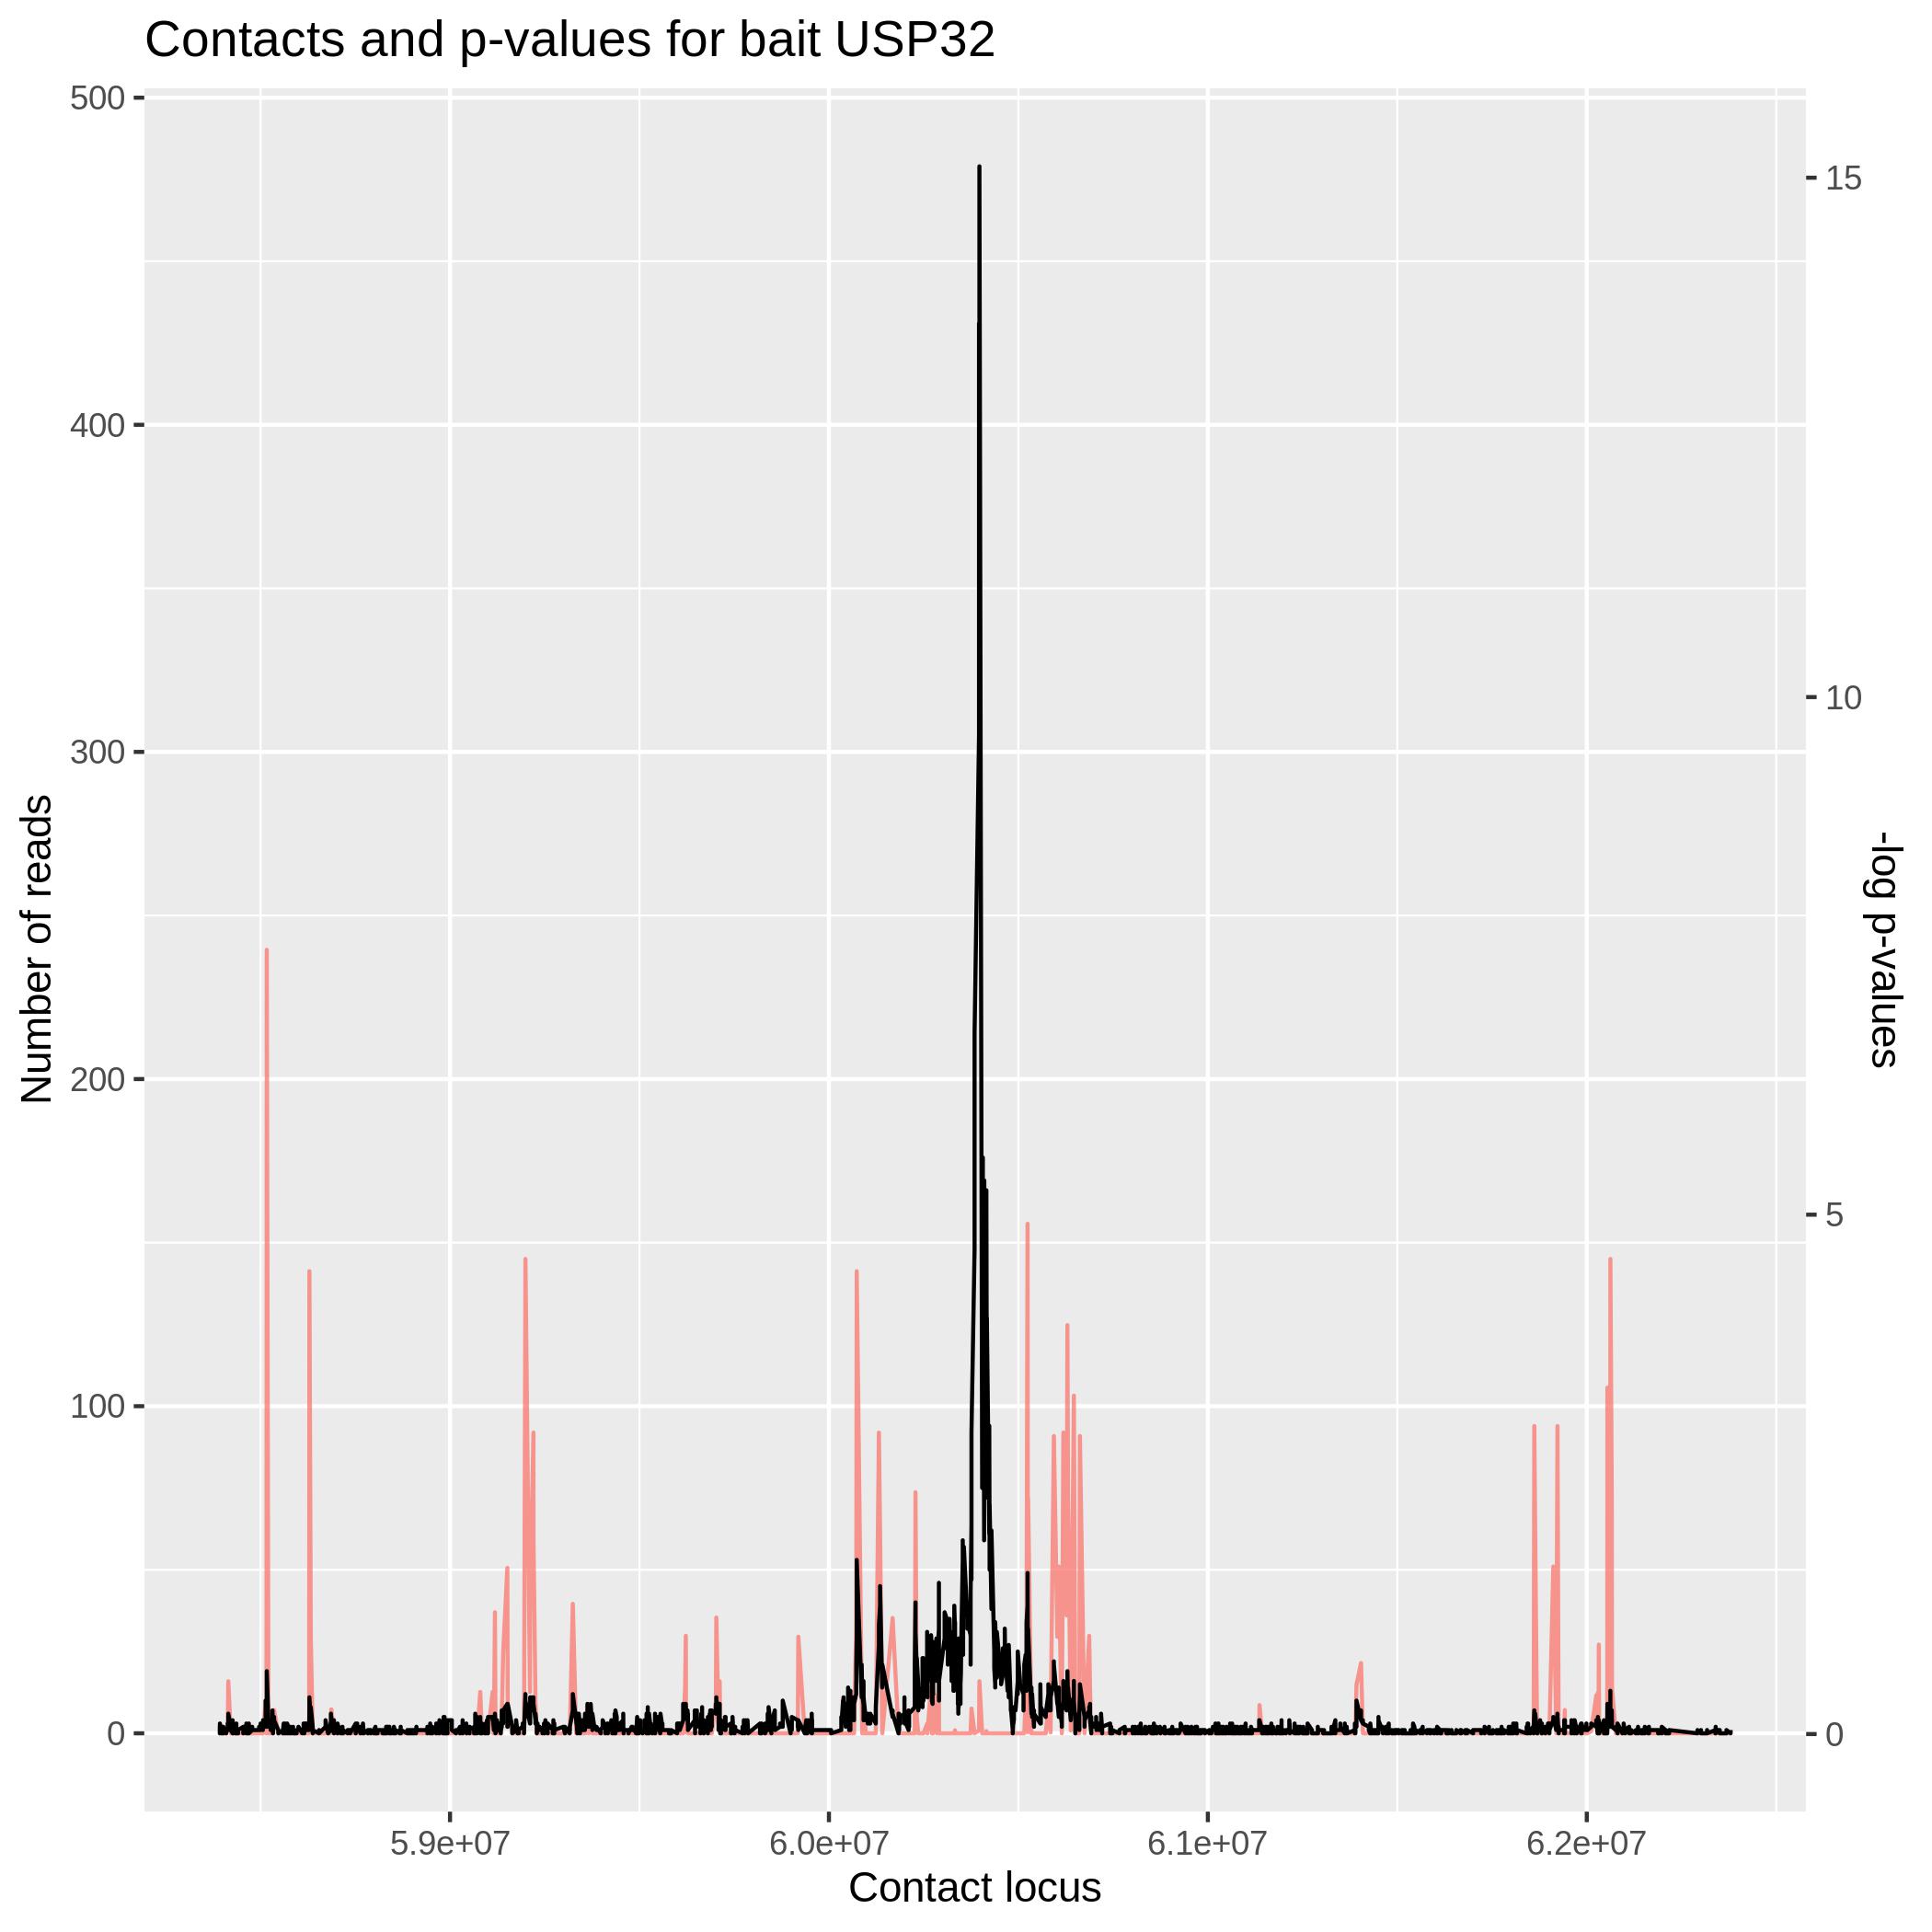 Contacts and p-values for bait USP32
500
400
300
200
100
0
Number of reads
15
10
5
0
-log p-values
5.9e+07
6.0e+07
6.1e+07
6.2e+07
Contact locus